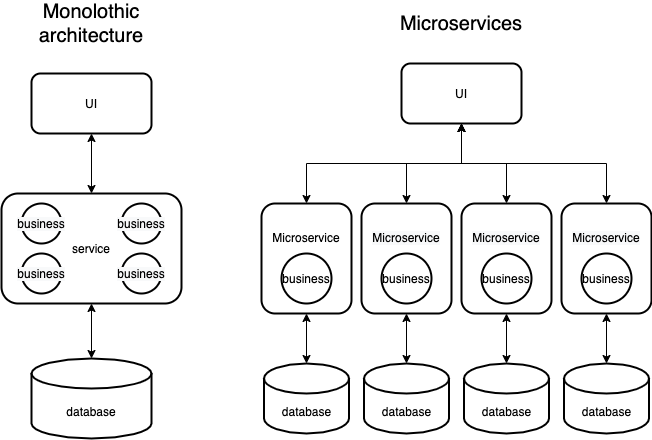 Monolothic
architecture
UI
business
business
service
business
business
database
Microservices
UI
Microservice
Microservice
Microservice
Microservice
business
business
business
business
database
database
database
database